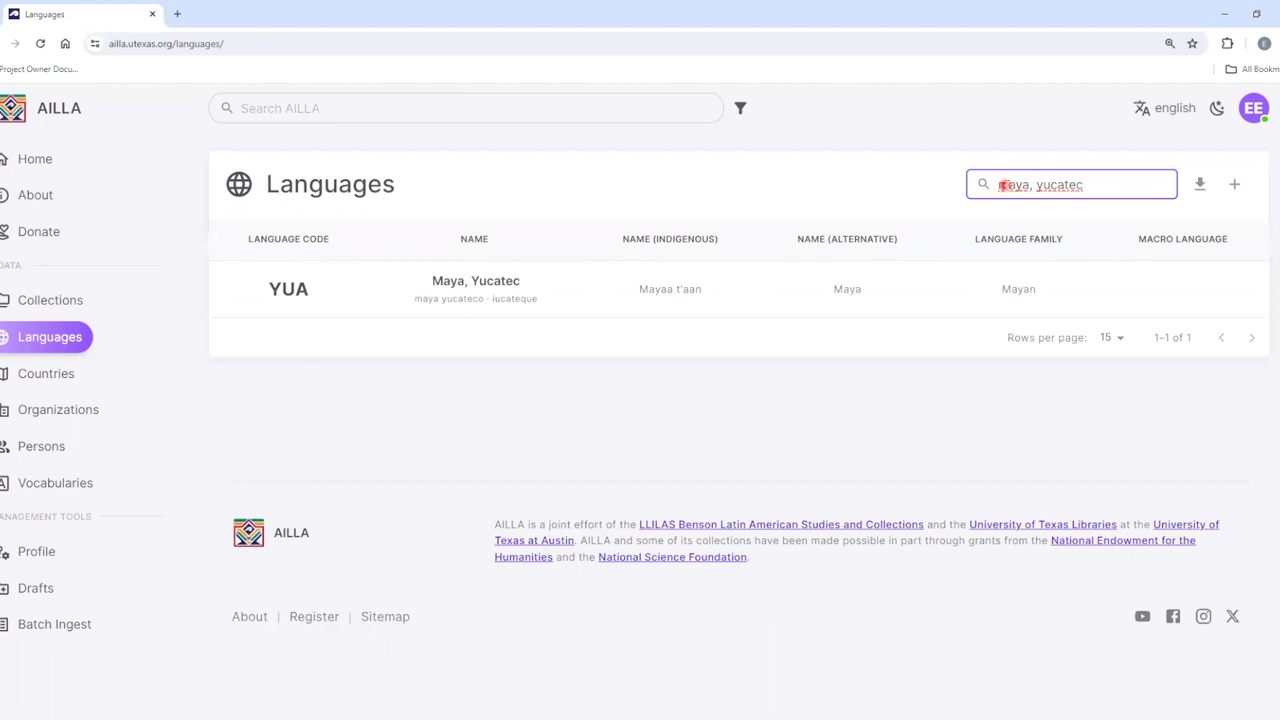 Languages
ailla.utexas.org/languages/
Project Owner Docu...
All Bookm
AILLA
Search AILLA
english
EE
Home
About
Donate
DATA
Collections
Languages
Countries
Organizations
Persons
Vocabularies
ANAGEMENT TOOLS
Profile
Drafts
Batch Ingest
Languages
maya, yucatec
LANGUAGE CODE NAME NAME (INDIGENOUS) NAME (ALTERNATIVE) LANGUAGE FAMILY MACRO LANGUAGE
YUA Maya, Yucatec Mayaa t'aan Maya Mayan
maya yucateco · iucateque
Rows per page: 15 1–1 of 1
AILLA
AILLA is a joint effort of the LLILAS Benson Latin American Studies and Collections and the University of Texas Libraries at the University of
Texas at Austin. AILLA and some of its collections have been made possible in part through grants from the National Endowment for the
Humanities and the National Science Foundation.
About | Register | Sitemap